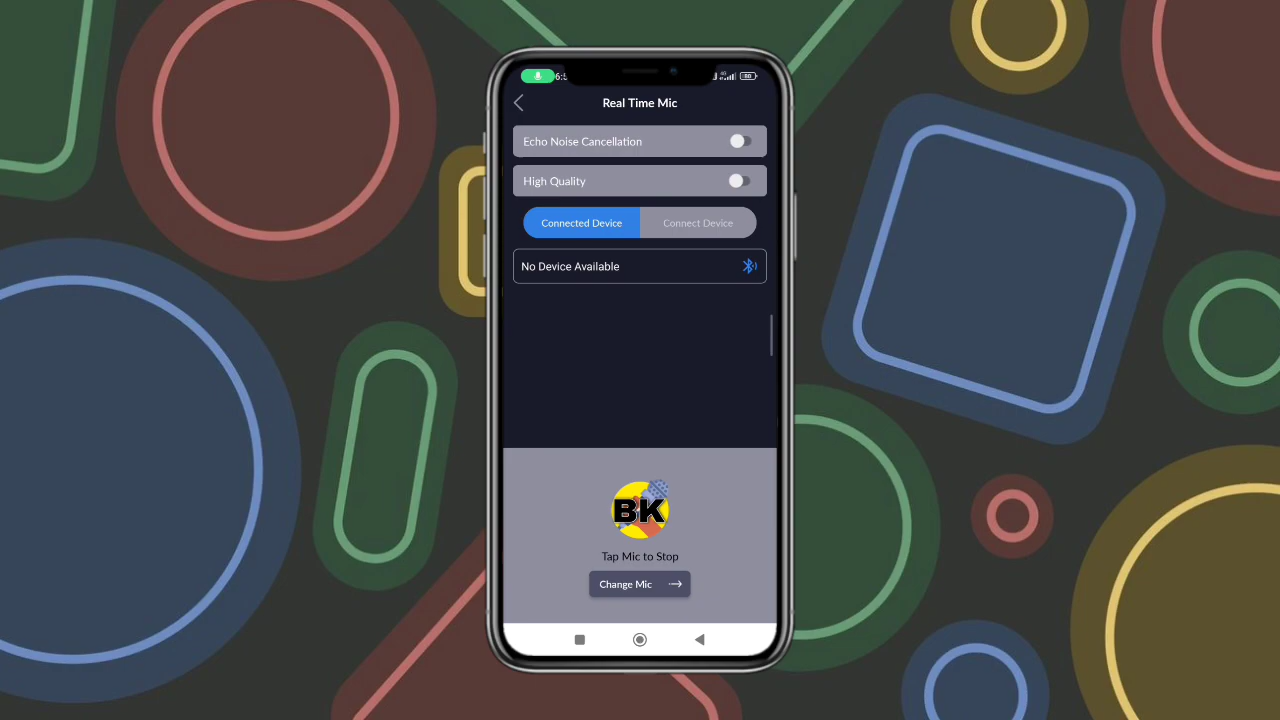 Real Time Mic
Echo Noise Cancellation
High Quality
Connected Device
Connect Device
No Device Available
BK
Tap Mic to Stop
Change Mic